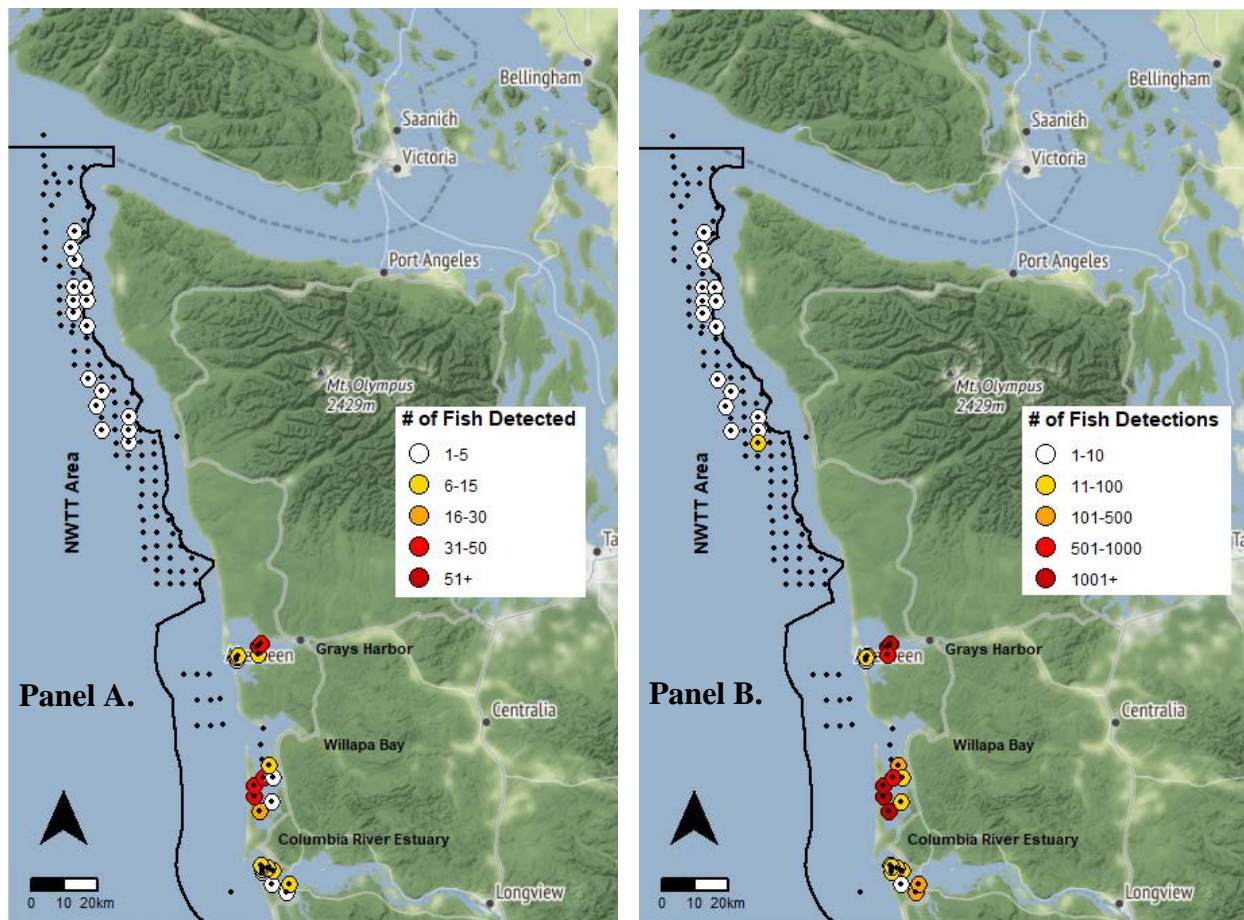 Bellingham
Saanich
Victoria
Port Angeles
Mt. Olympus
2429m
# of Fish Detected
1-5
6-15
16-30
31-50
51+
NWTT Area
Ta
Grays Harbor
Panel A.
Centralia
Willapa Bay
Columbia River Estuary
Longview
0 10 20km
Bellingham
Saanich
Victoria
Port Angeles
Mt. Olympus
2429m
# of Fish Detections
1-10
11-100
101-500
501-1000
1001+
NWTT Area
Ta
Grays Harbor
Panel B.
Centralia
Willapa Bay
Columbia River Estuary
Longview
0 10 20km